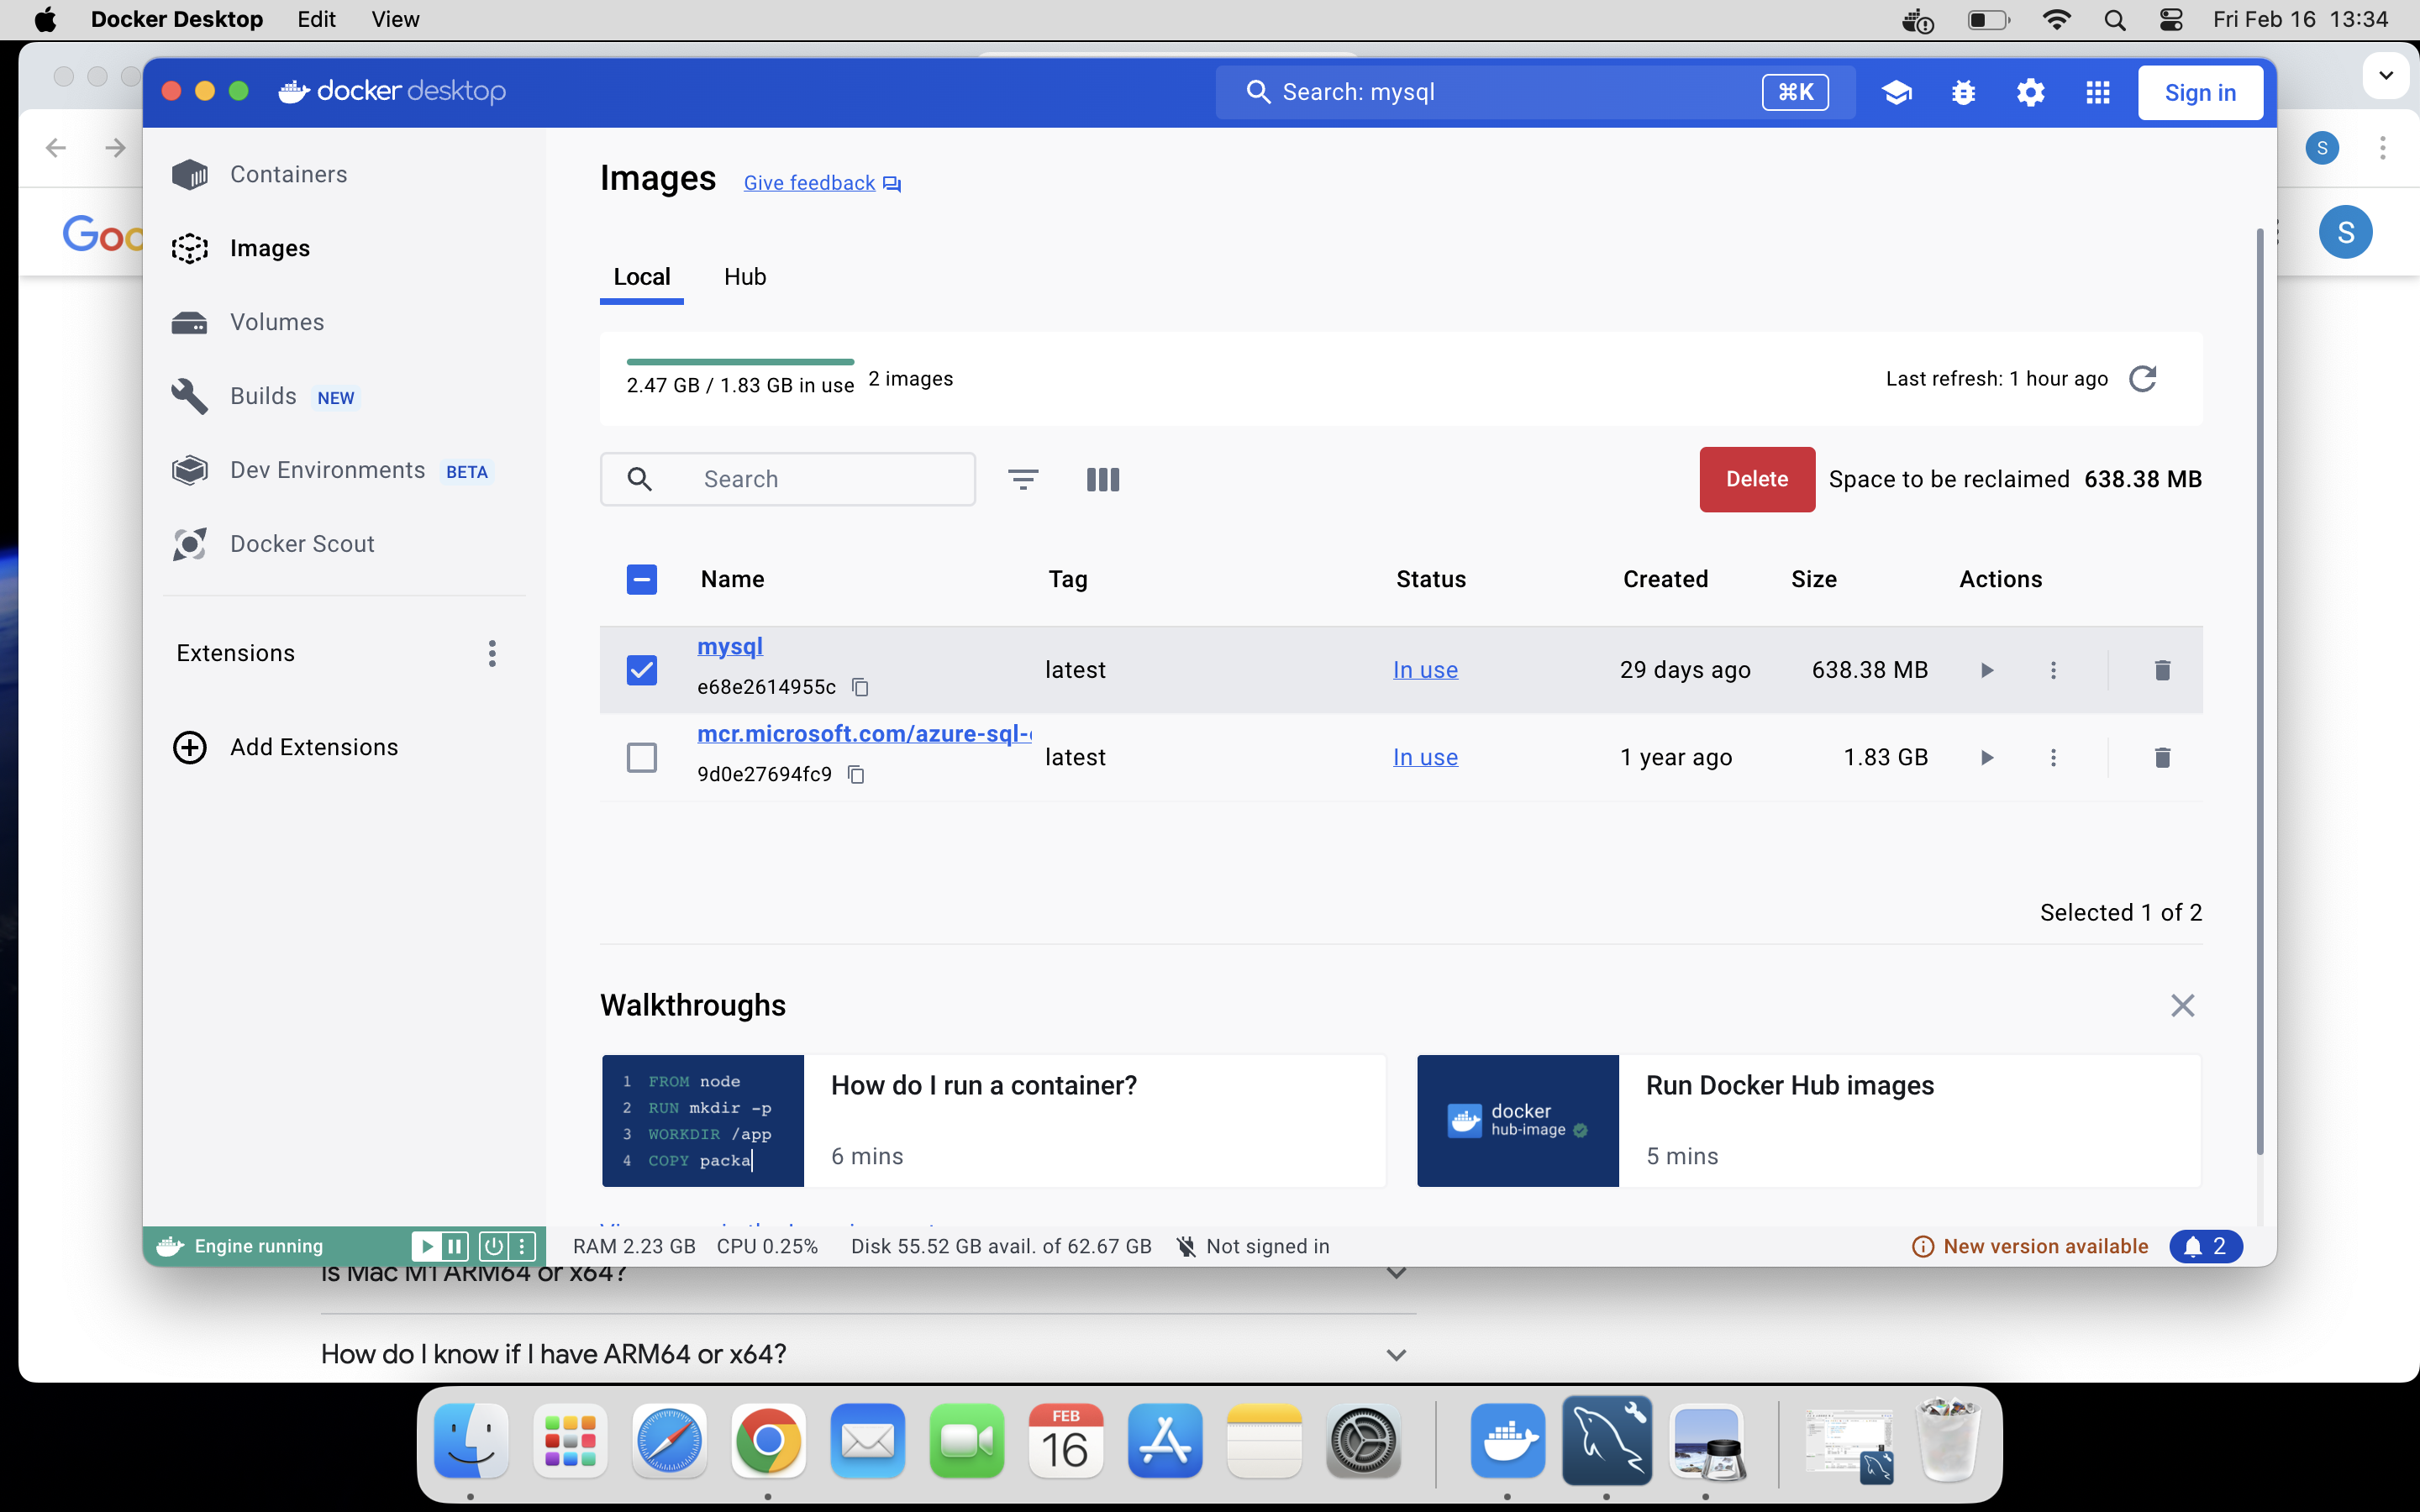 Docker Desktop Edit View Fri Feb 16 13:34
docker desktop Search: mysql ⌘K Sign in
S
Goo
S
Containers
Images
Volumes
Builds NEW
Dev Environments BETA
Docker Scout
Extensions
Add Extensions
Images Give feedback
Local Hub
2.47 GB / 1.83 GB in use 2 images Last refresh: 1 hour ago
Search Delete Space to be reclaimed 638.38 MB
Name Tag Status Created Size Actions
mysql
e68e2614955c latest In use 29 days ago 638.38 MB
mcr.microsoft.com/azure-sql-
9d0e27694fc9 latest In use 1 year ago 1.83 GB
Selected 1 of 2
Walkthroughs
1 FROM node
2 RUN mkdir -p
3 WORKDIR /app
4 COPY packa
How do I run a container?
6 mins
docker
hub-image
Run Docker Hub images
5 mins
Engine running RAM 2.23 GB CPU 0.25% Disk 55.52 GB avail. of 62.67 GB Not signed in New version available 2
Is Mac M1 ARM64 or x64?
How do I know if I have ARM64 or x64?
FEB
16